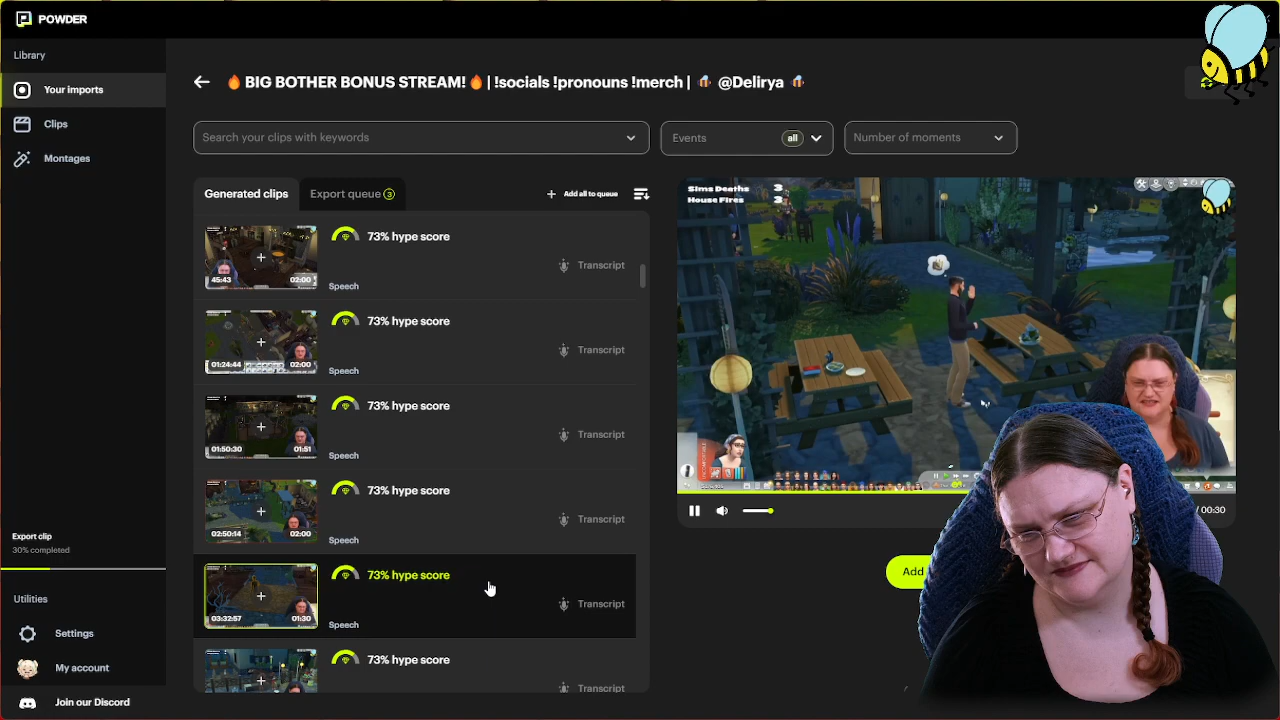 POWDER
Library
Your imports
Clips
Montages
Export clip
30% completed
Utilities
Settings
My account
Join our Discord
🔥 BIG BOTHER BONUS STREAM! 🔥 | !socials !pronouns !merch | 🐝 @Delirya 🐝
Search your clips with keywords
Events all
Number of moments
Generated clips
Export queue 3
+ Add all to queue
73% hype score
45:43 02:00
Transcript
Speech
73% hype score
01:24:44 02:00
Transcript
Speech
73% hype score
01:50:30 01:51
Transcript
Speech
73% hype score
02:50:14 02:00
Transcript
Speech
73% hype score
03:32:57 01:30
Transcript
Speech
73% hype score
Transcript
Sims Deaths 3
House Fires 3
/ 00:30
Add